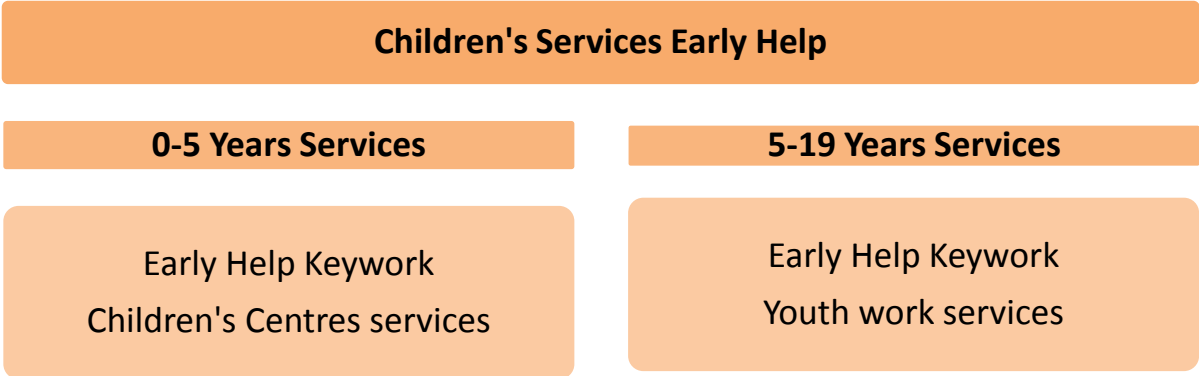 Children's Services Early Help
0-5 Years Services
Early Help Keywork
Children's Centres services
5-19 Years Services
Early Help Keywork
Youth work services